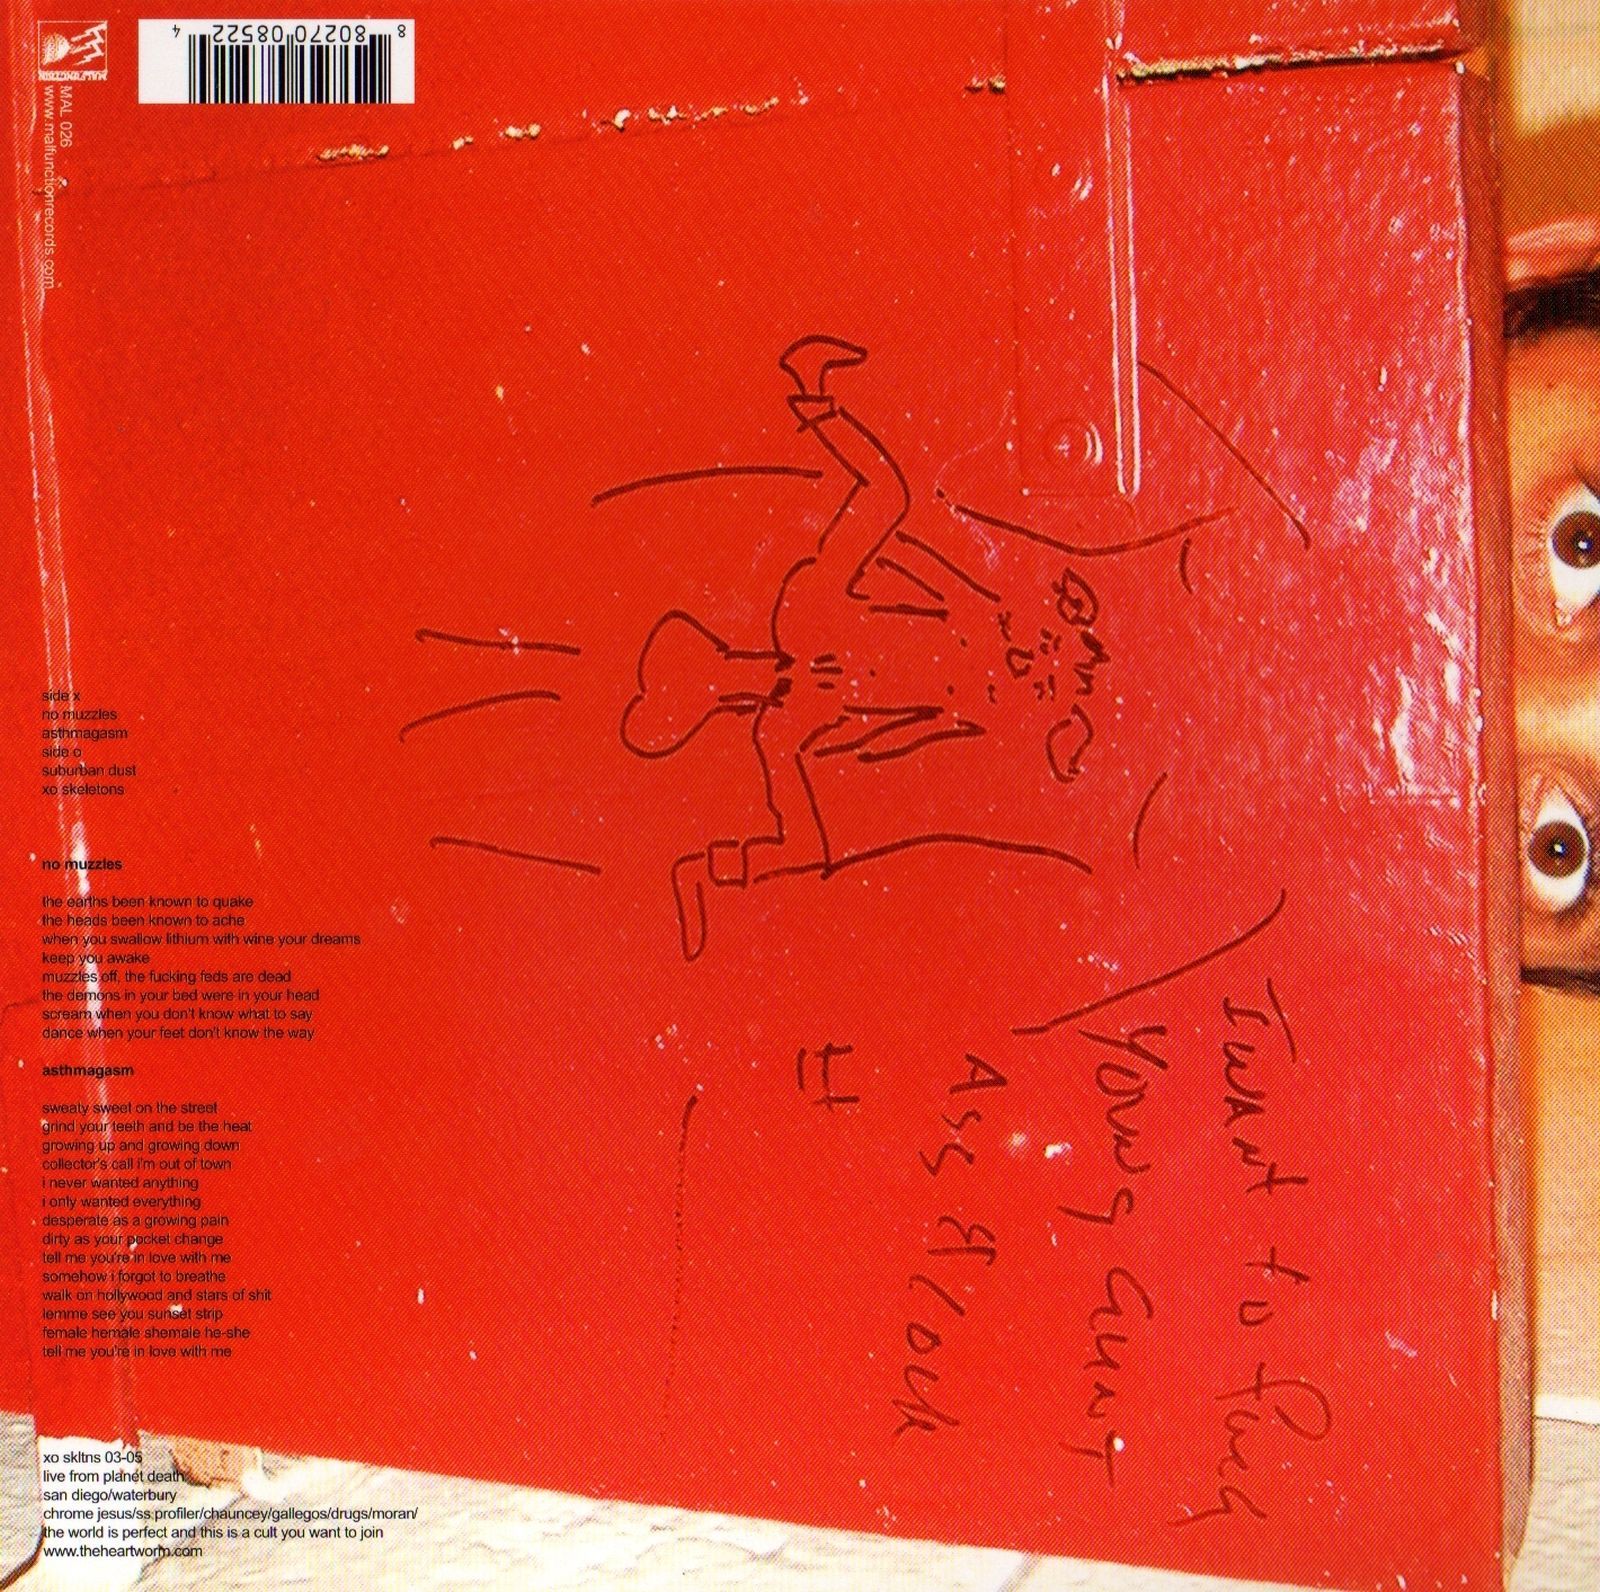 8 80270 08522 4
MALFUNCTION
MAL 026
www.malfunctionrecords.com
side x
no muzzles
asthmagasm
side o
suburban dust
xo skeletons
no muzzles
the earths been known to quake
the heads been known to ache
when you swallow lithium with wine your dreams
keep you awake
muzzles off, the fucking feds are dead
the demons in your bed were in your head
scream when you don't know what to say
dance when your feet don't know the way
asthmagasm
sweaty sweet on the street
grind your teeth and be the heat
growing up and growing down
collector's call i'm out of town
i never wanted anything
i only wanted everything
desperate as a growing pain
dirty as your pocket change
tell me you're in love with me
somehow i forgot to breathe
walk on hollywood and stars of shit
lemme see you sunset strip
female hemale shemale he-she
tell me you're in love with me
xo skltns 03-05
live from planet death
san diego/waterbury
chrome jesus/ss profiler/chauncey/gallegos/drugs/moran/
the world is perfect and this is a cult you want to join
www.theheartworm.com